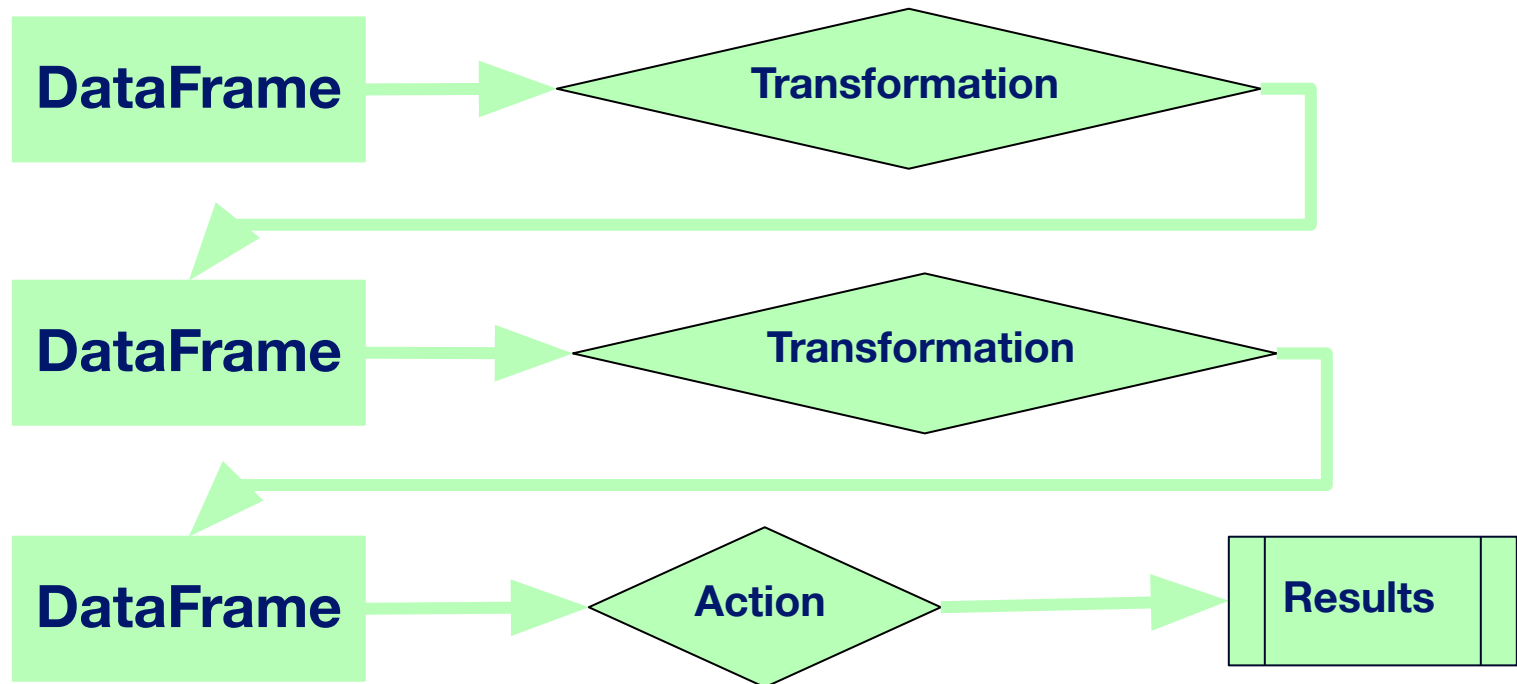 DataFrame
Transformation
DataFrame
Transformation
DataFrame
Action
Results